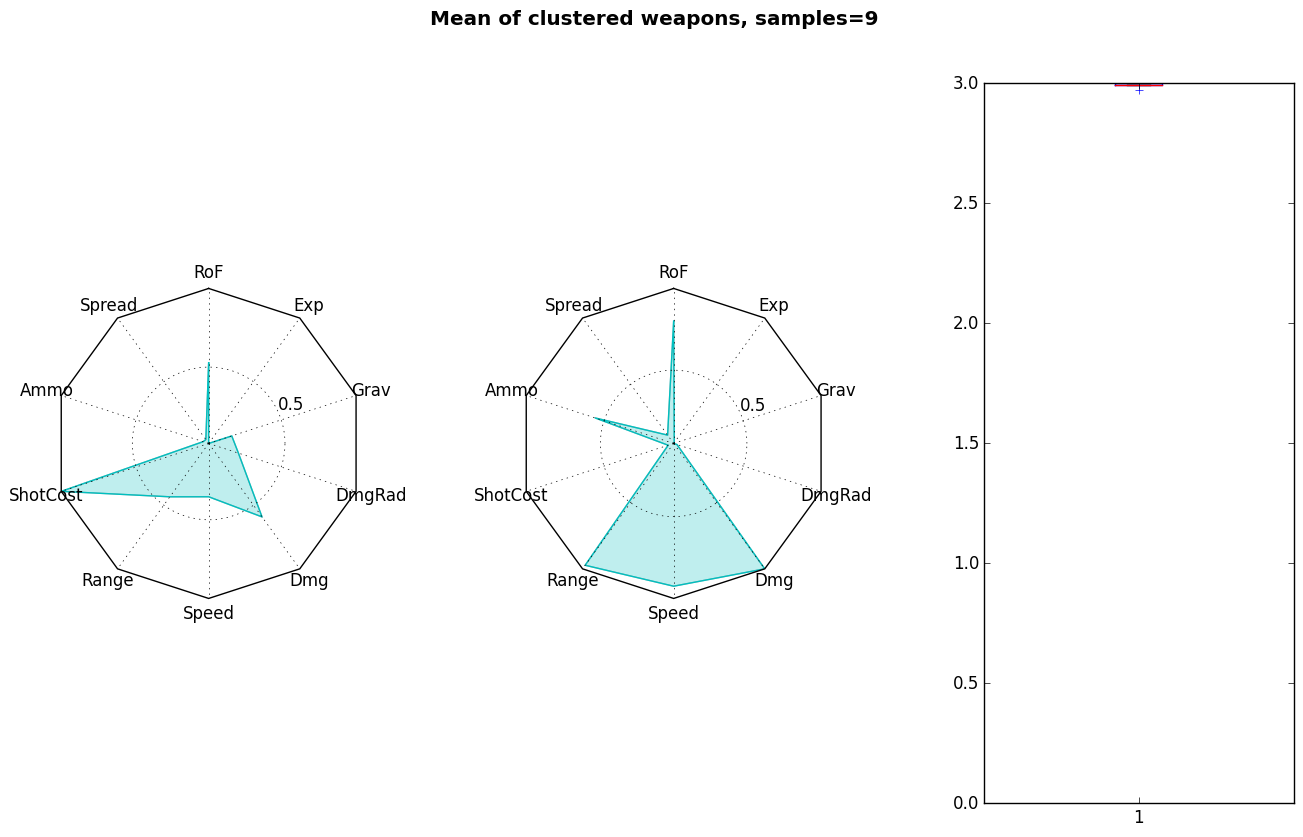 Mean of clustered weapons, samples=9
RoF
Exp
Spread
Grav
Ammo
0.5
ShotCost
DmgRad
Range
Dmg
Speed
RoF
Exp
Spread
Grav
Ammo
0.5
ShotCost
DmgRad
Range
Dmg
Speed
3.0
2.5
2.0
1.5
1.0
0.5
0.0
1